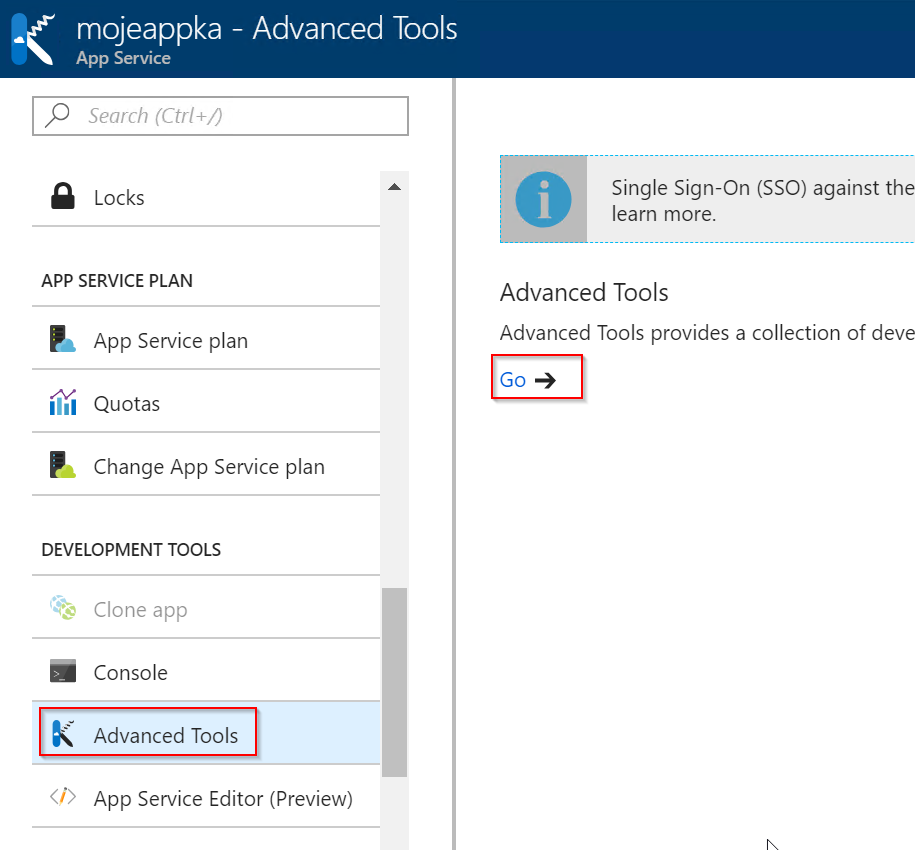 mojeappka - Advanced Tools
App Service
Search (Ctrl+/)
Locks
APP SERVICE PLAN
App Service plan
Quotas
Change App Service plan
DEVELOPMENT TOOLS
Clone app
Console
Advanced Tools
App Service Editor (Preview)
Single Sign-On (SSO) against the
learn more.
Advanced Tools
Advanced Tools provides a collection of deve
Go